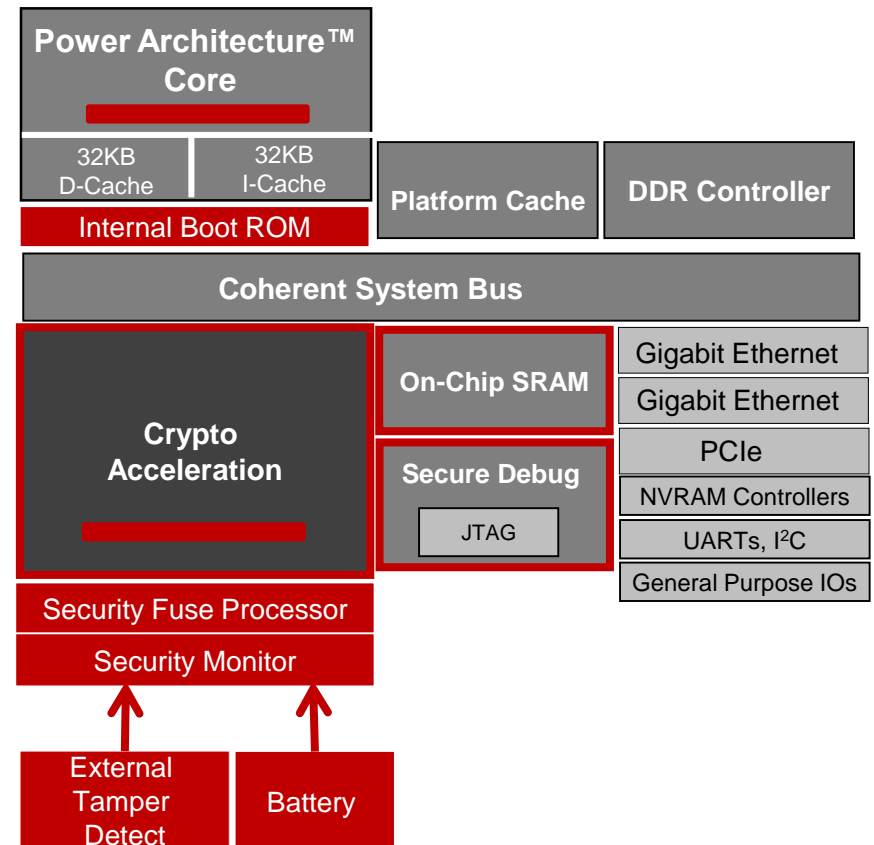 Power Architecture™
Core
32KB
D-Cache
32KB
I-Cache
Internal Boot ROM
Platform Cache
DDR Controller
Coherent System Bus
Crypto
Acceleration
On-Chip SRAM
Secure Debug
JTAG
Gigabit Ethernet
Gigabit Ethernet
PCIe
NVRAM Controllers
UARTs, I²C
General Purpose IOs
Security Fuse Processor
Security Monitor
External
Tamper
Detect
Battery